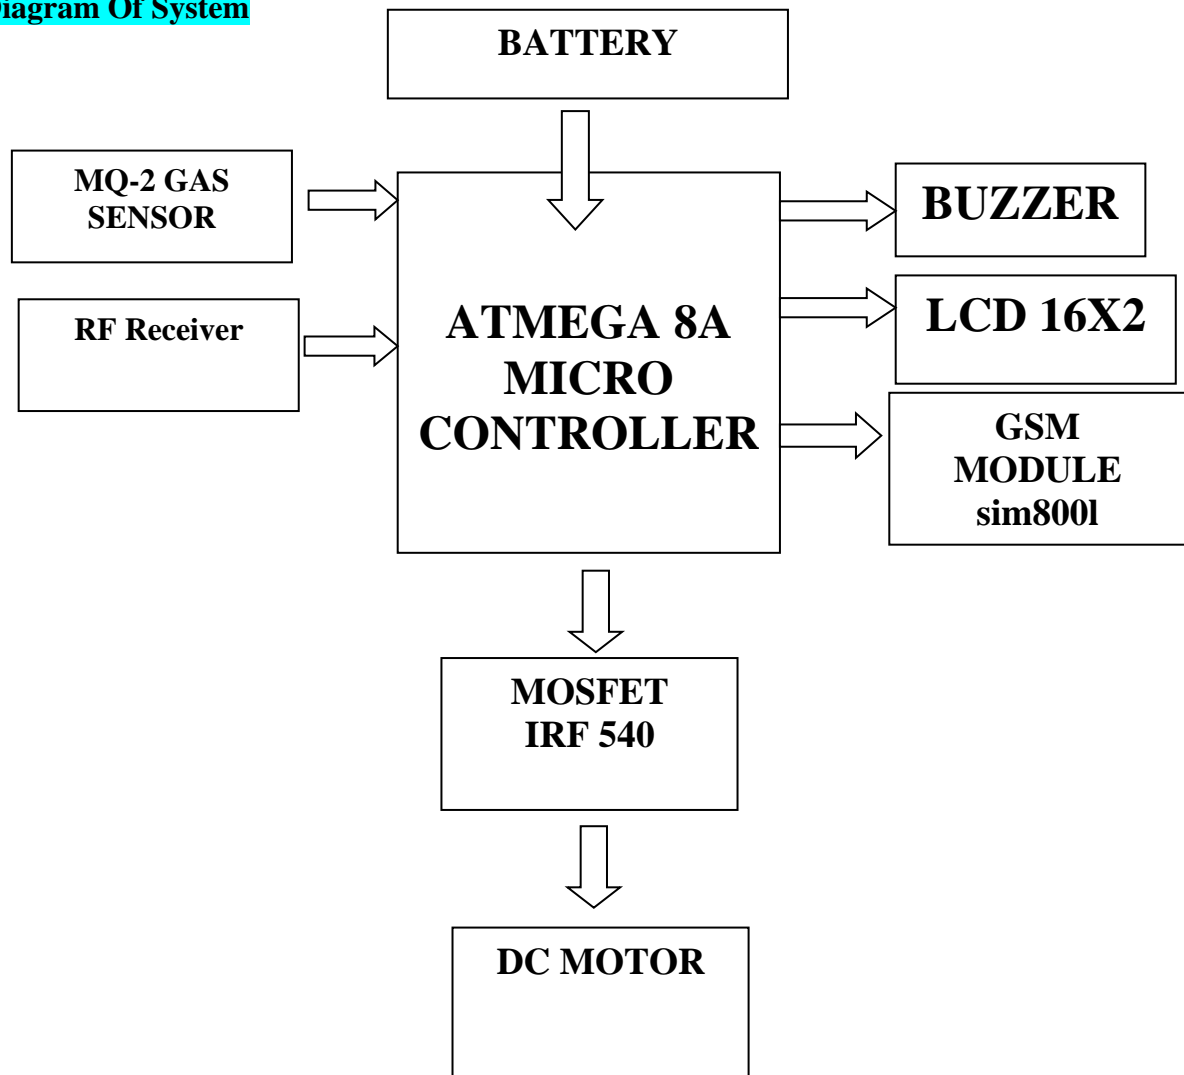 Diagram Of System
BATTERY
MQ-2 GAS
SENSOR
RF Receiver
ATMEGA 8A
MICRO
CONTROLLER
BUZZER
LCD 16X2
GSM
MODULE
sim800l
MOSFET
IRF 540
DC MOTOR